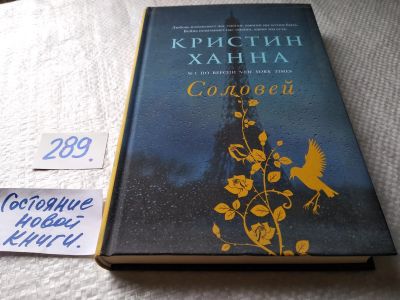 Любовь показывает нам, какими мы хотим быть.
Война показывает нам, какие мы есть.
КРИСТИН
ХАННА
№1 ПО ВЕРСИИ NEW YORK TIMES
Соловей
289.
Состояние
новой
книги.